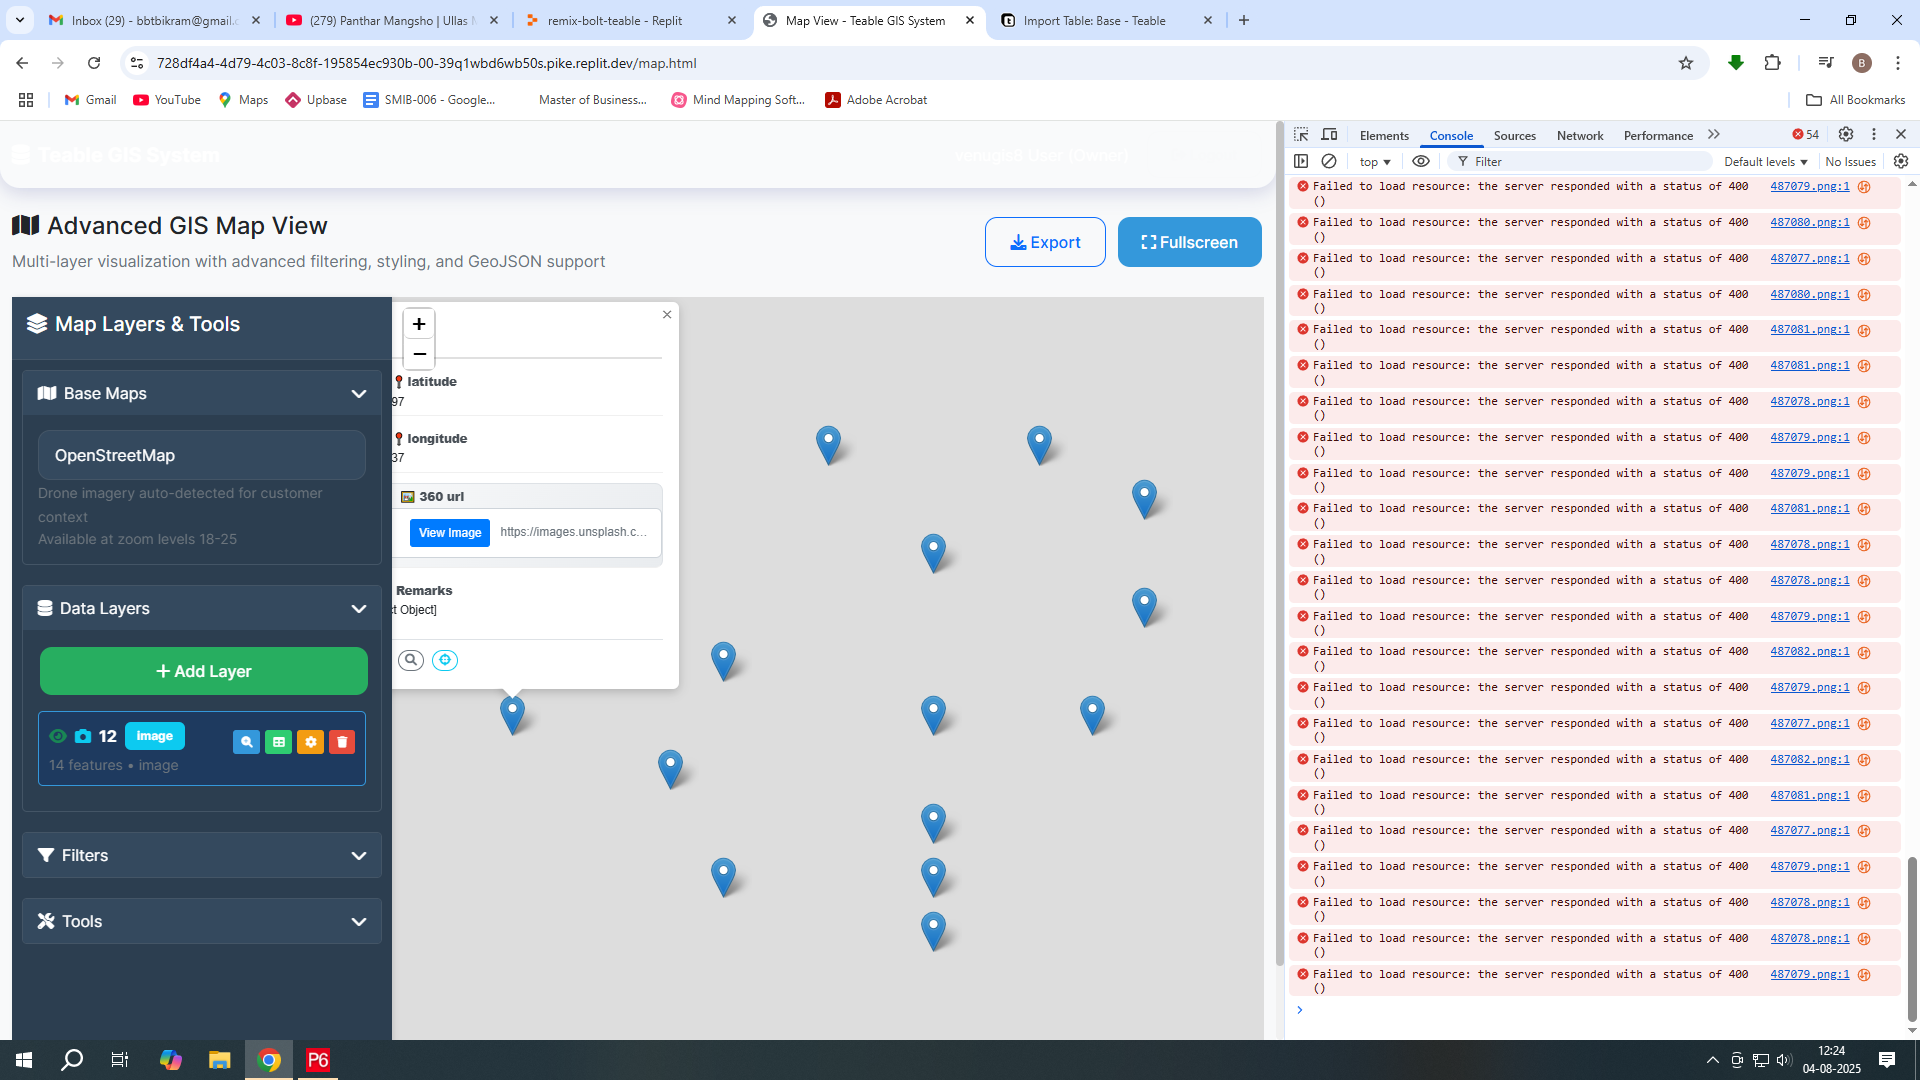 Inbox (29) - bbtbikram@gmail.c
(279) Panthar Mangsho | Ullas M
remix-bolt-teable - Replit
Map View - Teable GIS System
Import Table: Base - Teable
728df4a4-4d79-4c03-8c8f-195854ec930b-00-39q1wbd6wb50s.pike.replit.dev/map.html
B
Gmail
YouTube
Maps
Upbase
SMIB-006 - Google...
Master of Business...
Mind Mapping Soft...
Adobe Acrobat
All Bookmarks
Teable GIS System
vanugis8 User (Owner)
Advanced GIS Map View
Multi-layer visualization with advanced filtering, styling, and GeoJSON support
Export
Fullscreen
Map Layers & Tools
Base Maps
OpenStreetMap
Drone imagery auto-detected for customer
context
Available at zoom levels 18-25
Data Layers
+ Add Layer
12 Image
14 features • image
Filters
Tools
+
−
×
latitude
97
longitude
37
360 url
View Image https://images.unsplash.c...
Remarks
ct Object]
Elements Console Sources Network Performance
54
top
Filter
Default levels
No Issues
Failed to load resource: the server responded with a status of 400 487079.png:1
()
Failed to load resource: the server responded with a status of 400 487080.png:1
()
Failed to load resource: the server responded with a status of 400 487077.png:1
()
Failed to load resource: the server responded with a status of 400 487080.png:1
()
Failed to load resource: the server responded with a status of 400 487081.png:1
()
Failed to load resource: the server responded with a status of 400 487081.png:1
()
Failed to load resource: the server responded with a status of 400 487078.png:1
()
Failed to load resource: the server responded with a status of 400 487079.png:1
()
Failed to load resource: the server responded with a status of 400 487079.png:1
()
Failed to load resource: the server responded with a status of 400 487081.png:1
()
Failed to load resource: the server responded with a status of 400 487078.png:1
()
Failed to load resource: the server responded with a status of 400 487078.png:1
()
Failed to load resource: the server responded with a status of 400 487079.png:1
()
Failed to load resource: the server responded with a status of 400 487082.png:1
()
Failed to load resource: the server responded with a status of 400 487079.png:1
()
Failed to load resource: the server responded with a status of 400 487077.png:1
()
Failed to load resource: the server responded with a status of 400 487082.png:1
()
Failed to load resource: the server responded with a status of 400 487081.png:1
()
Failed to load resource: the server responded with a status of 400 487077.png:1
()
Failed to load resource: the server responded with a status of 400 487079.png:1
()
Failed to load resource: the server responded with a status of 400 487078.png:1
()
Failed to load resource: the server responded with a status of 400 487078.png:1
()
Failed to load resource: the server responded with a status of 400 487079.png:1
()
P6
12:24
04-08-2025